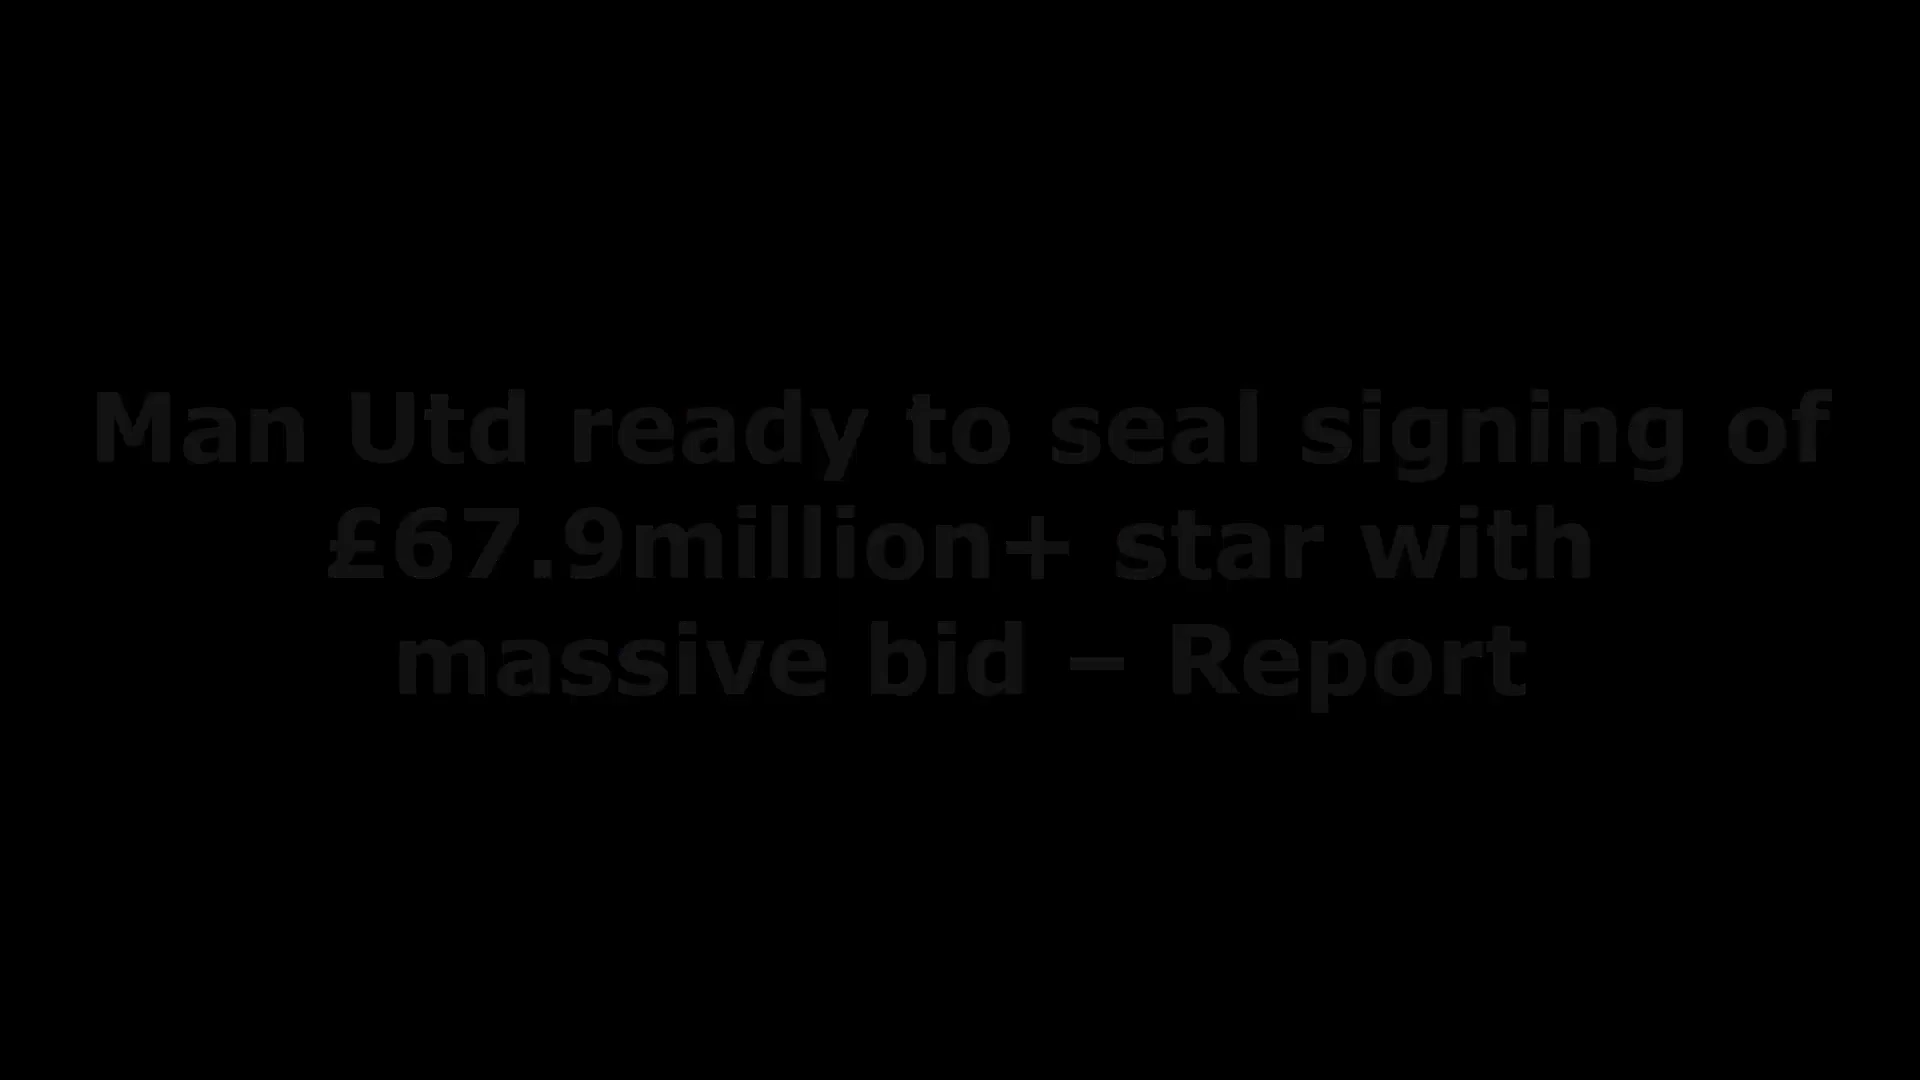 Man Utd ready to seal signing of
£67.9million+ star with
massive bid – Report